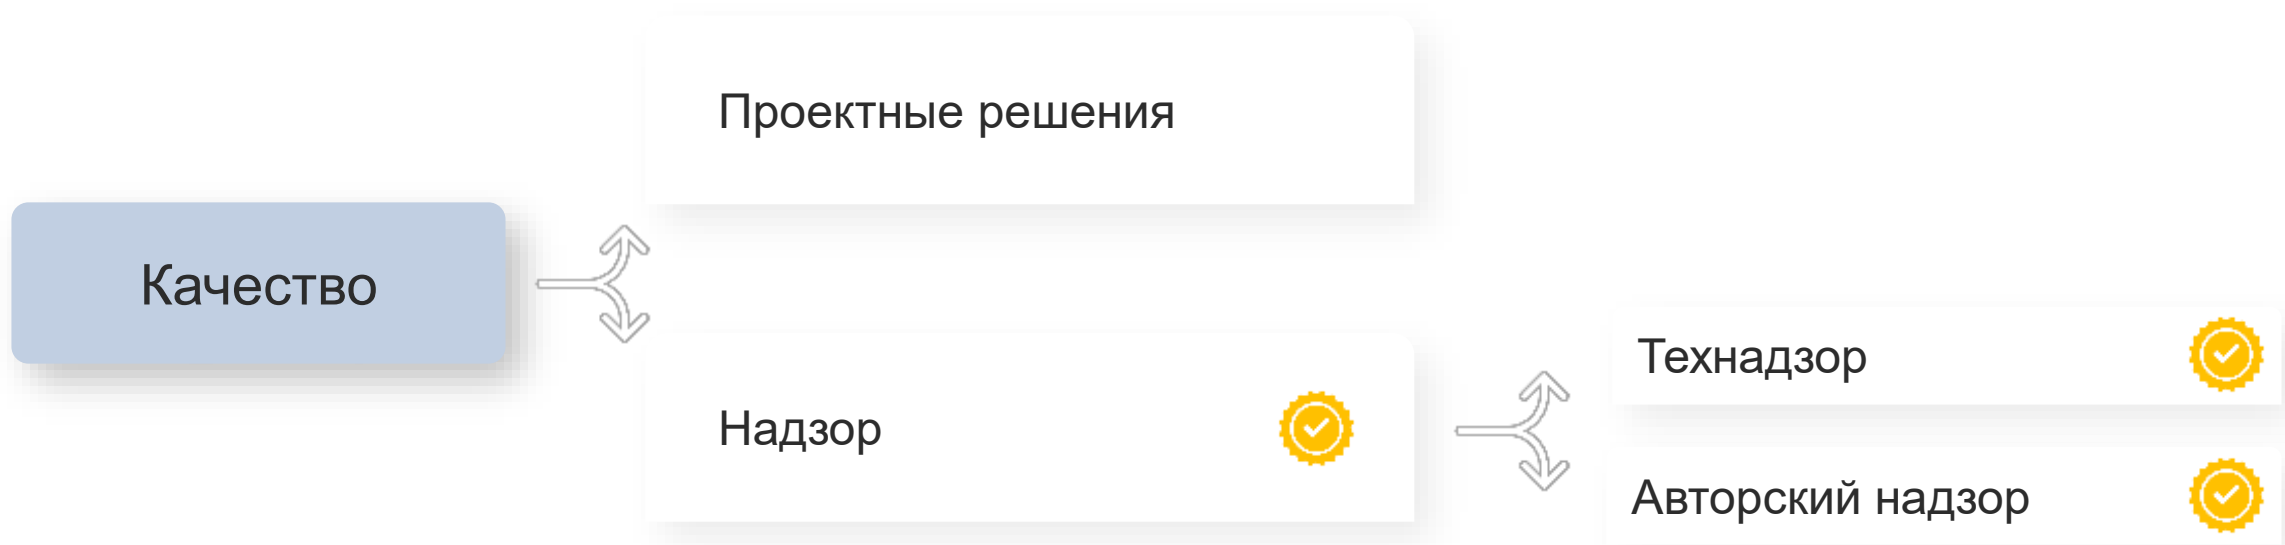 Проектные решения
Качество
Надзор
Технадзор
Авторский надзор